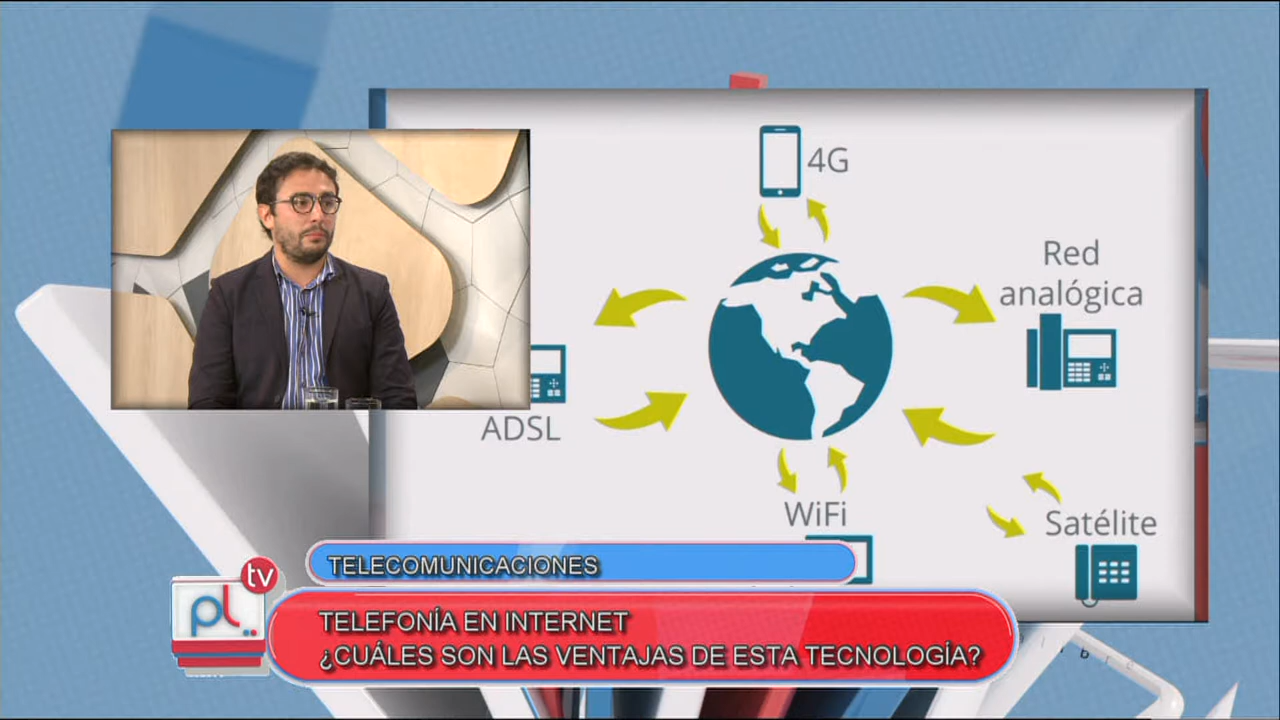 4G
Red
analógica
ADSL
WiFi
Satélite
TELECOMUNICACIONES
tv
pl..
TELEFONÍA EN INTERNET
¿CUÁLES SON LAS VENTAJAS DE ESTA TECNOLOGÍA?
libre